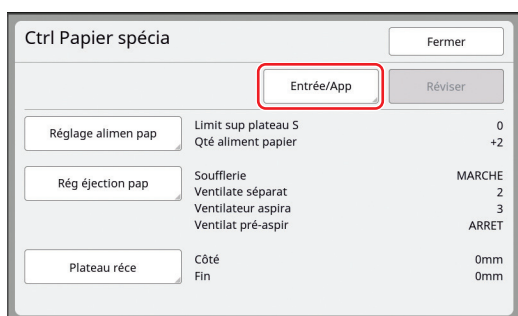 Ctrl Papier spécia
Fermer
Entrée/App
Réviser
Réglage alimen pap
Limit sup plateau S 0
Qté aliment papier +2
Rég éjection pap
Soufflerie MARCHE
Ventilate séparat 2
Ventilateur aspira 3
Ventilat pré-aspir ARRET
Plateau réce
Côté 0mm
Fin 0mm